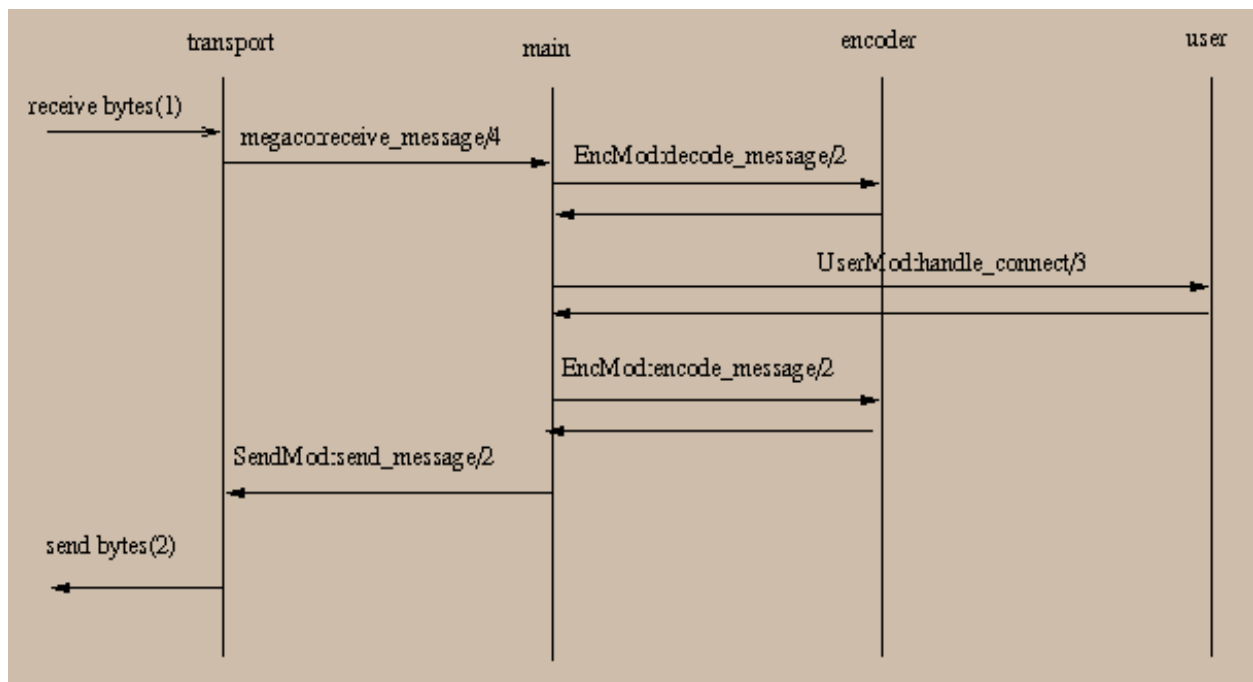 transport
main
encoder
user
receive bytes(1)
megaco:receive_message/4
EncMod:decode_message/2
UserMod:handle_connect/3
EncMod:encode_message/2
SendMod:send_message/2
send bytes(2)